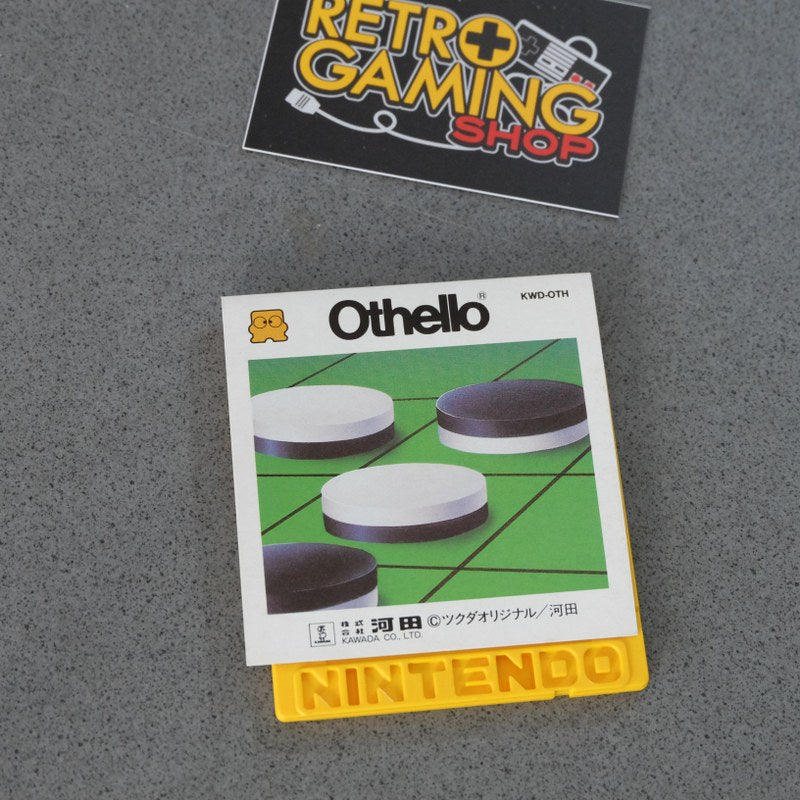 RETRO
GAMING
SHOP
Othello®
KWD-OTH
株式会社 河田
KAWADA CO., LTD.
©ツクダオリジナル／河田
NINTENDO